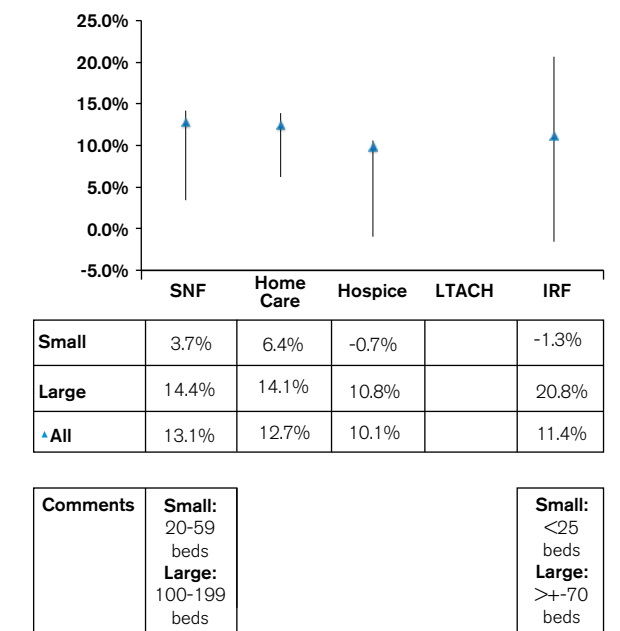 25.0%
20.0%
15.0%
10.0%
5.0%
0.0%
-5.0%
SNF Home Care Hospice LTACH IRF
Small 3.7% 6.4% -0.7% -1.3%
Large 14.4% 14.1% 10.8% 20.8%
▲All 13.1% 12.7% 10.1% 11.4%
Comments
Small:
20-59
beds
Large:
100-199
beds
Small:
<25
beds
Large:
>+-70
beds